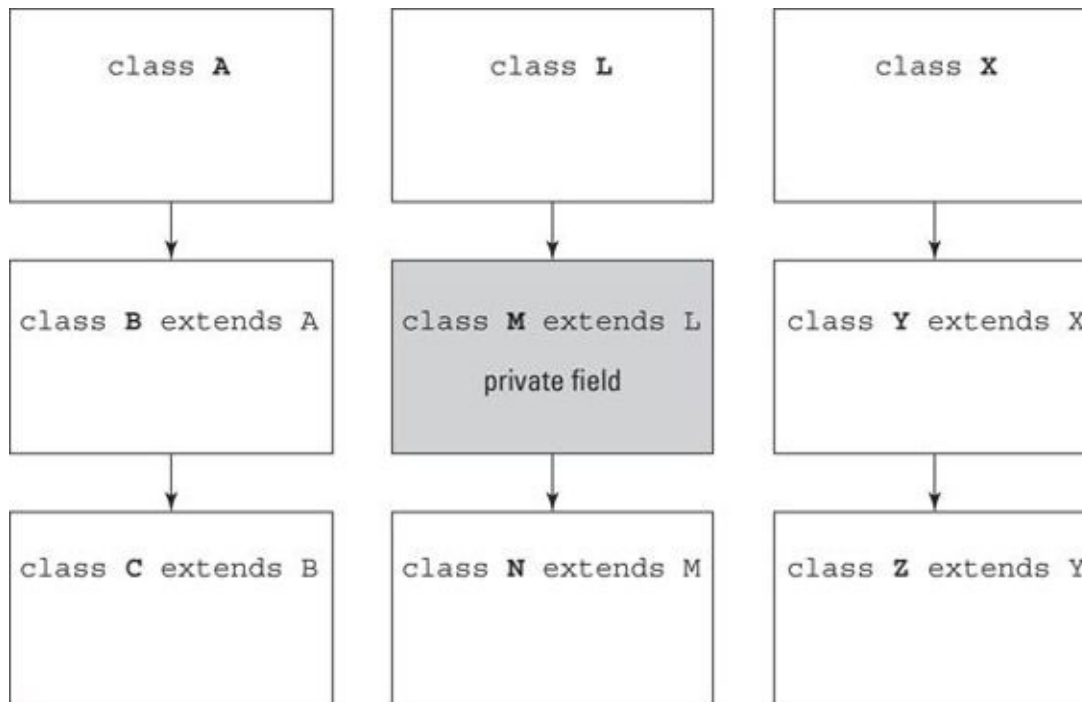 class A
class L
class X
class B extends A
class M extends L
private field
class Y extends X
class C extends B
class N extends M
class Z extends Y